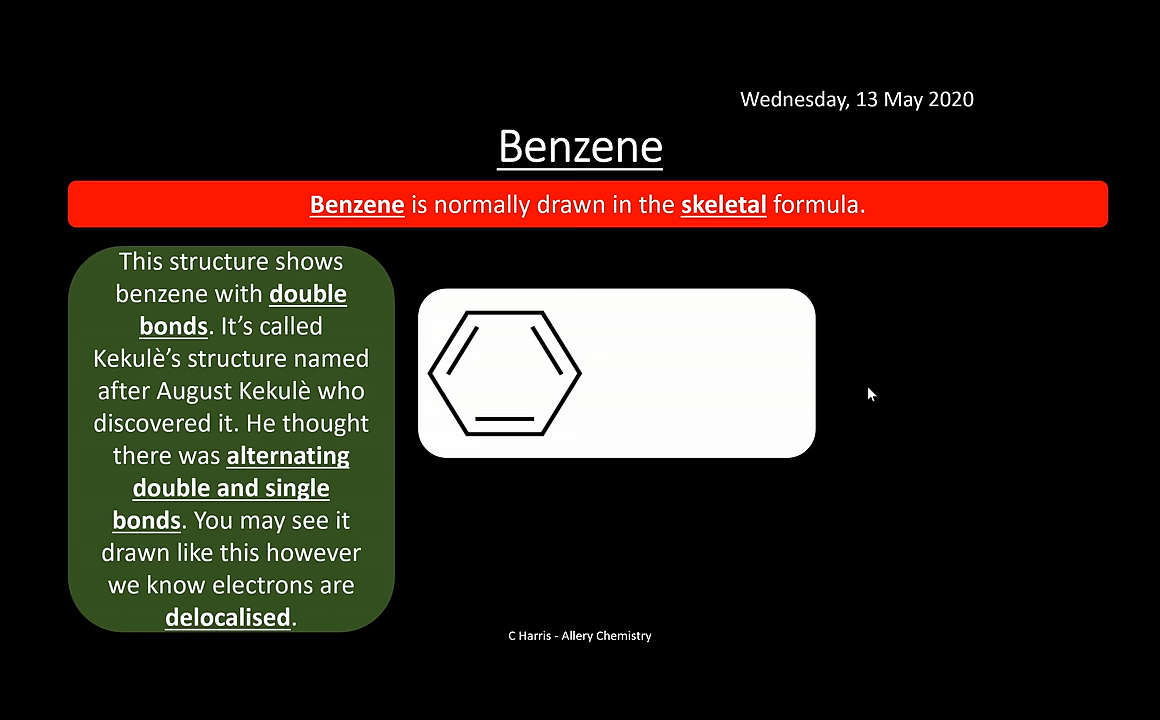 Wednesday, 13 May 2020
Benzene
Benzene is normally drawn in the skeletal formula.
This structure shows
benzene with double
bonds. It’s called
Kekulè’s structure named
after August Kekulè who
discovered it. He thought
there was alternating
double and single
bonds. You may see it
drawn like this however
we know electrons are
delocalised.
C Harris - Allery Chemistry